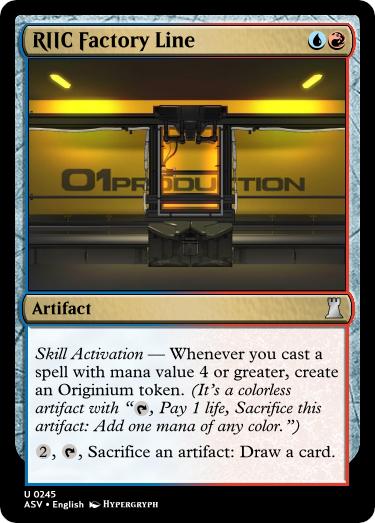 RIIC Factory Line
01PRODUCTION
Artifact
Skill Activation — Whenever you cast a
spell with mana value 4 or greater, create
an Originium token. (It's a colorless
artifact with “, Pay 1 life, Sacrifice this
artifact: Add one mana of any color.”)
2, , Sacrifice an artifact: Draw a card.
U 0245
ASV • English HYPERGRYPH